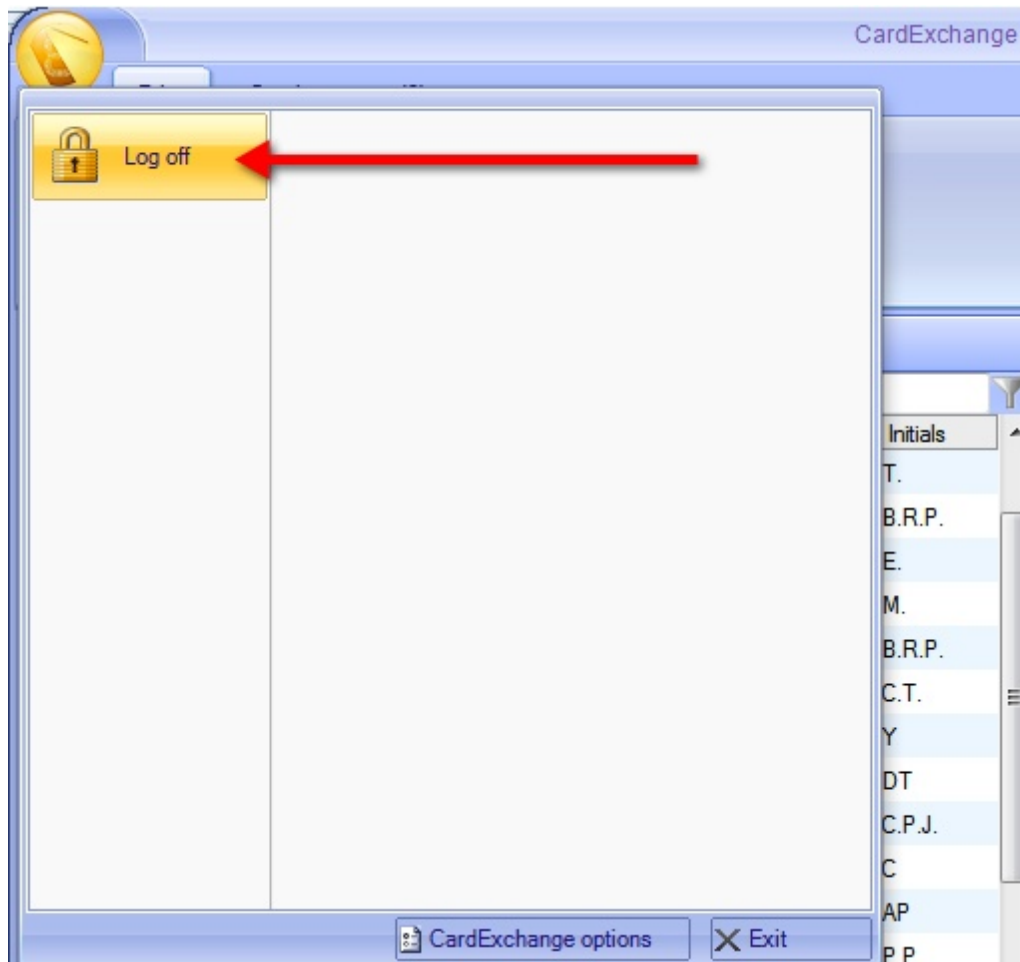 CardExchange
Log off
Initials
T.
B.R.P.
E.
M.
B.R.P.
C.T.
Y
DT
C.P.J.
C
AP
P.P.
CardExchange options
Exit